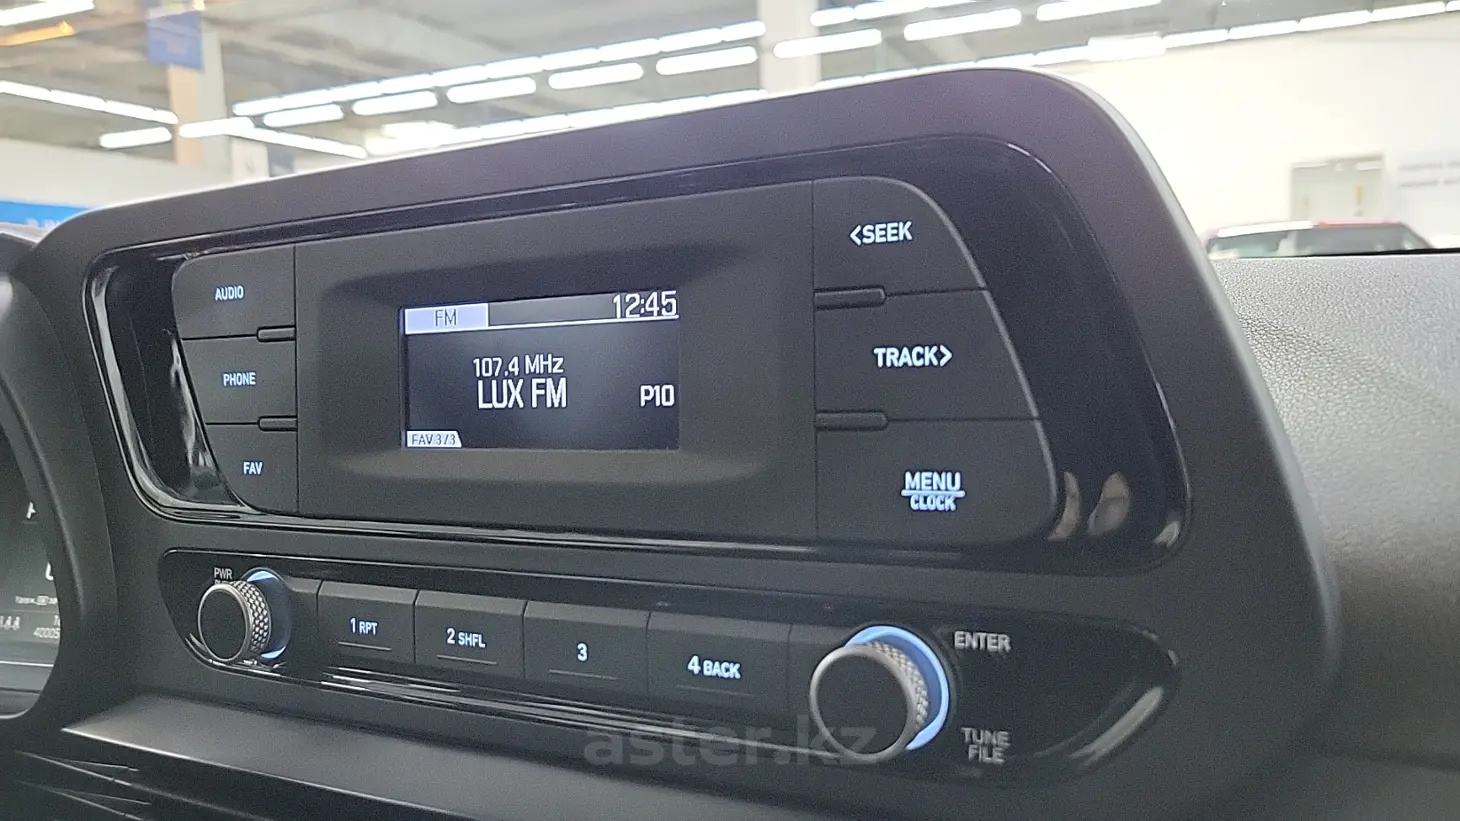 AUDIO
PHONE
FAV
FM
12:45
107.4 MHz
LUX FM
P10
FAV 3/3
<SEEK
TRACK>
MENU
CLOCK
PWR
1 RPT
2 SHFL
3
4 BACK
ENTER
TUNE
FILE
aster.kz